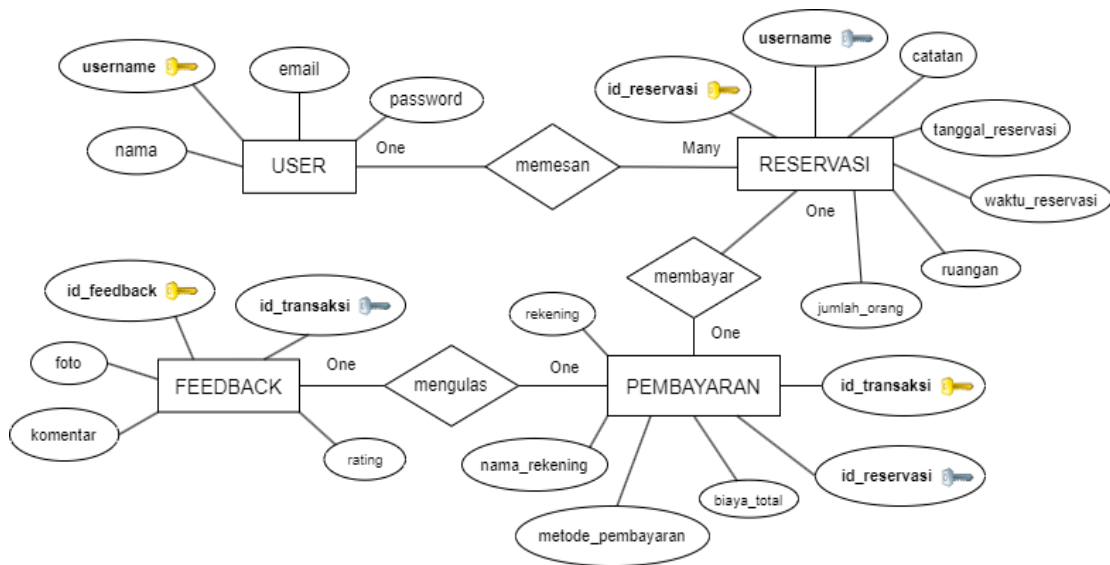 username
email
password
nama
USER
One
memesan
Many
username
catatan
id_reservasi
tanggal_reservasi
RESERVASI
waktu_reservasi
One
ruangan
jumlah_orang
membayar
One
id_feedback
id_transaksi
foto
FEEDBACK
komentar
rating
One
mengulas
One
rekening
PEMBAYARAN
id_transaksi
nama_rekening
id_reservasi
biaya_total
metode_pembayaran